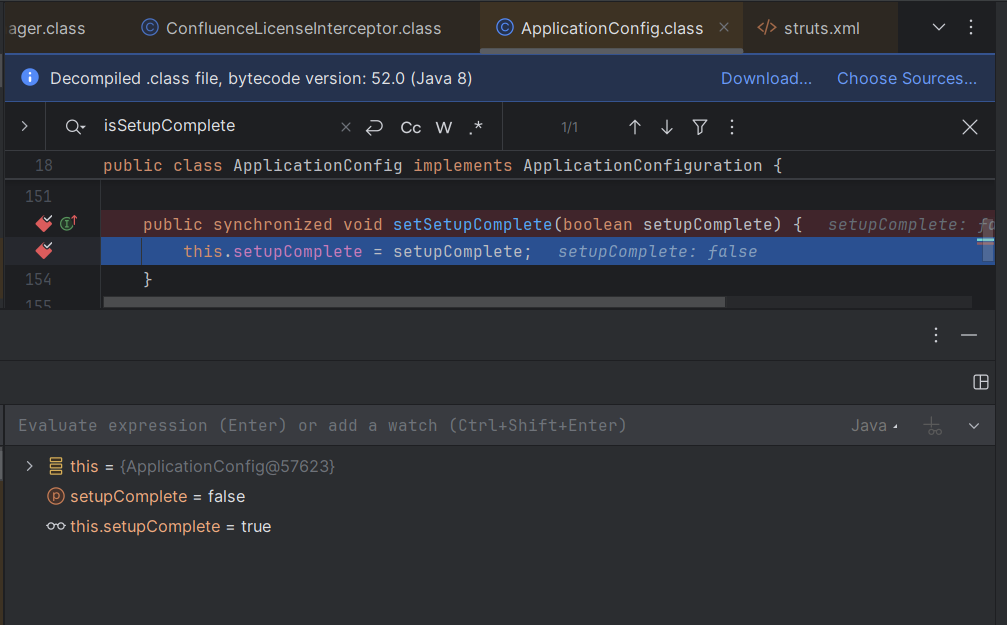 ager.class ConfluenceLicenseInterceptor.class ApplicationConfig.class struts.xml
Decompiled .class file, bytecode version: 52.0 (Java 8) Download... Choose Sources...
isSetupComplete Cc W .* 1/1
18 public class ApplicationConfig implements ApplicationConfiguration {
151
public synchronized void setSetupComplete(boolean setupComplete) { setupComplete: fa
this.setupComplete = setupComplete; setupComplete: false
154 }
155
Evaluate expression (Enter) or add a watch (Ctrl+Shift+Enter) Java
this = {ApplicationConfig@57623}
setupComplete = false
this.setupComplete = true